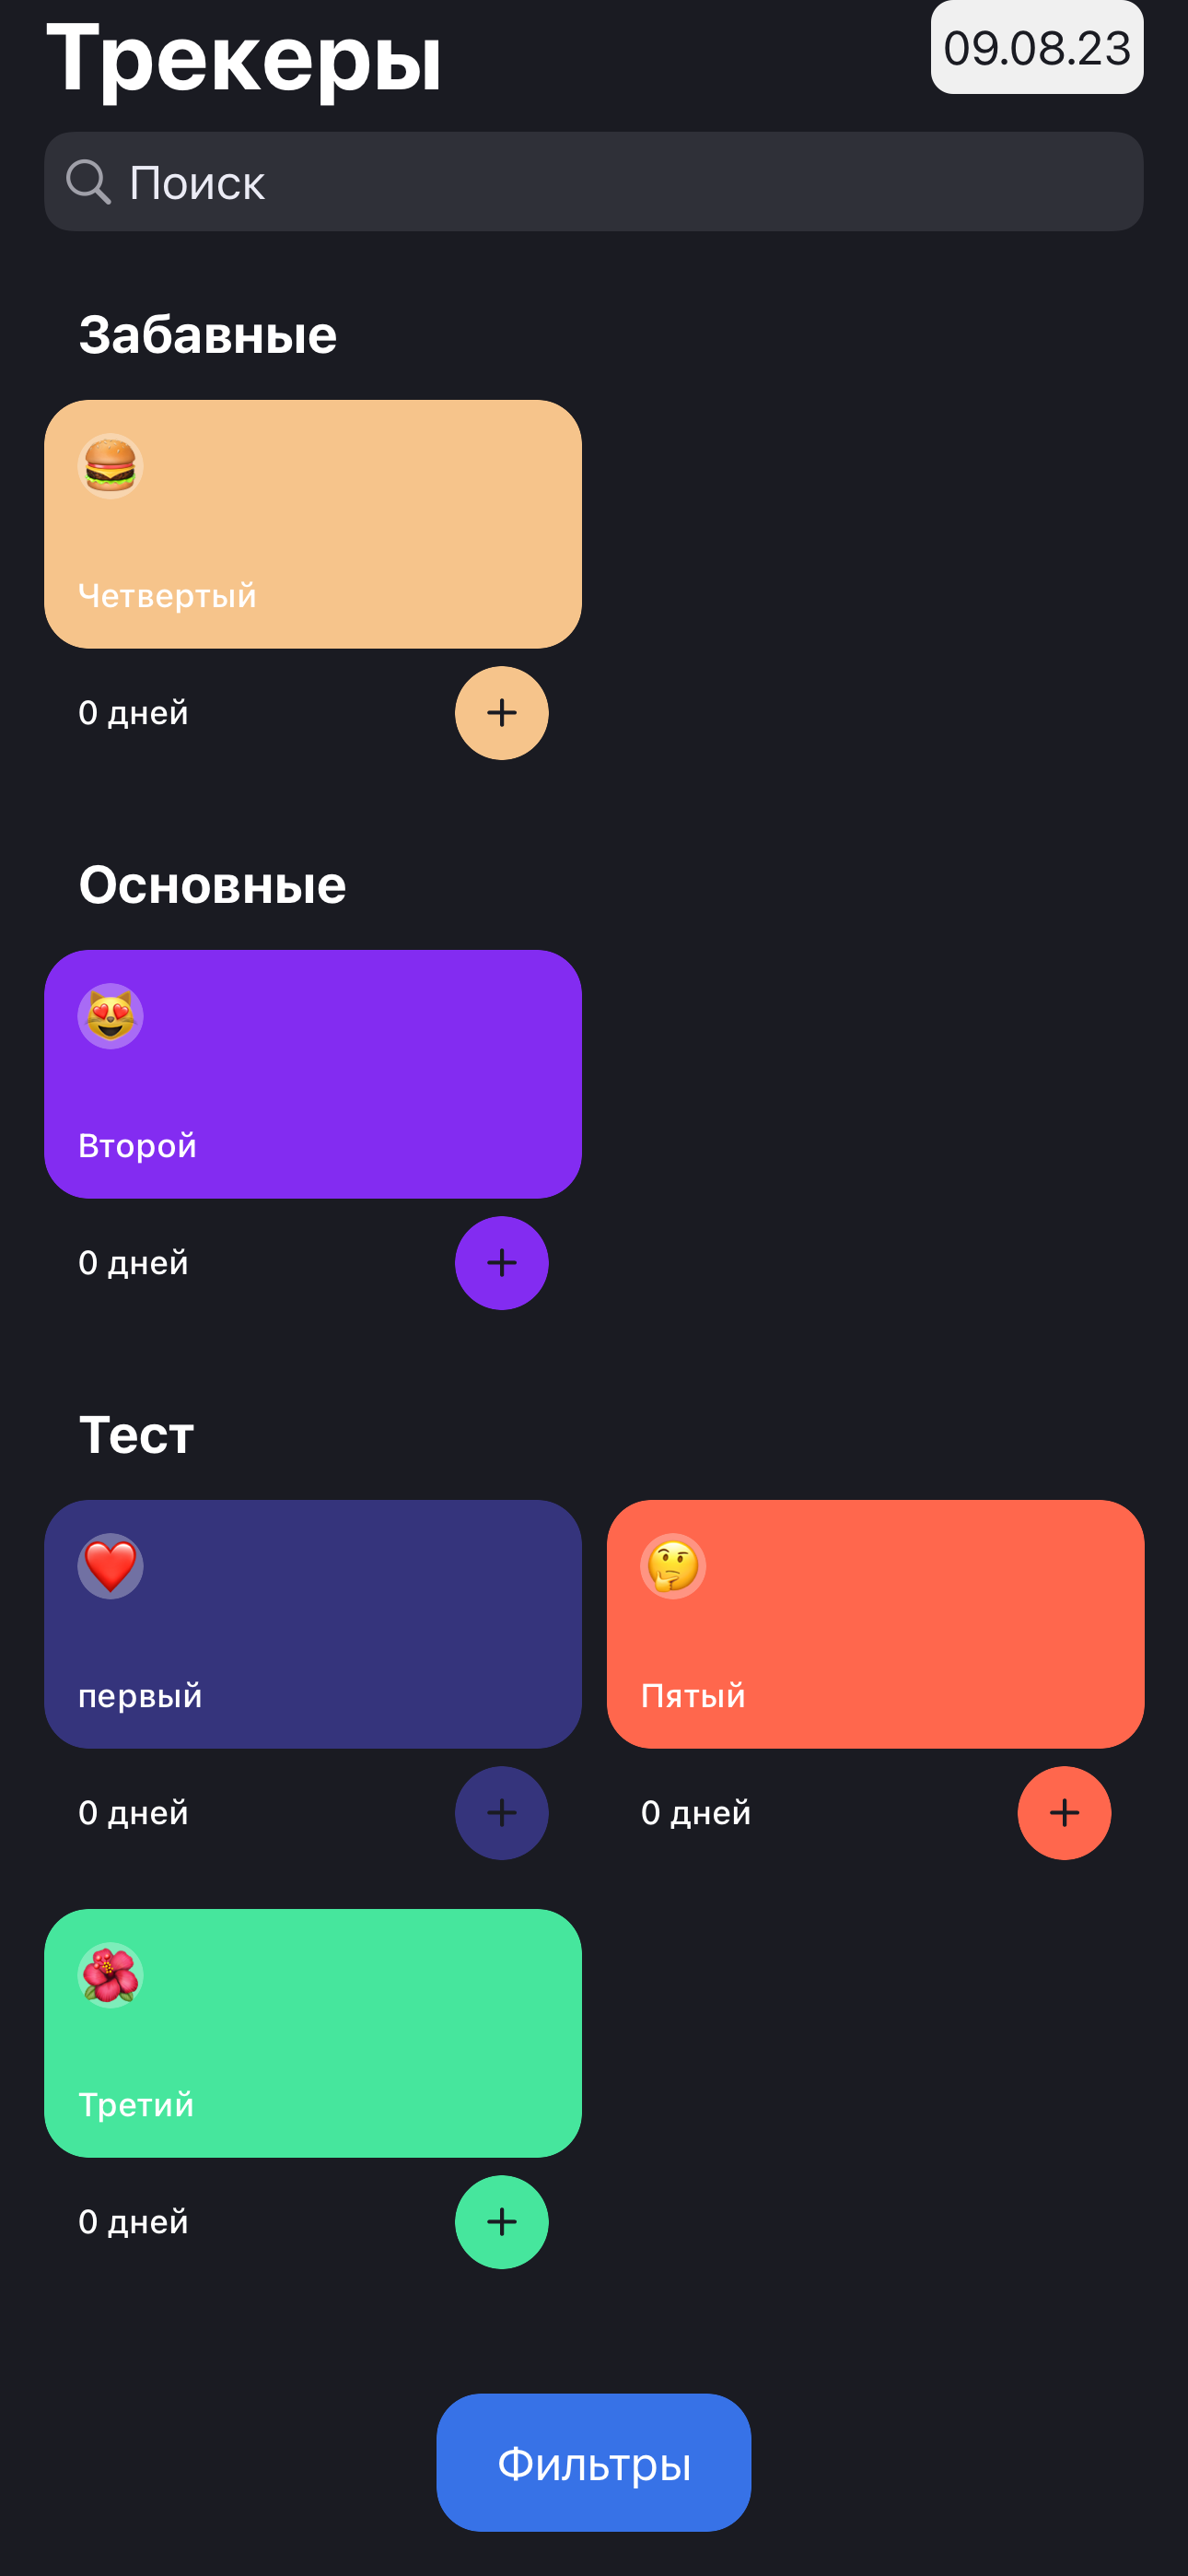 Трекеры
09.08.23
Поиск
Забавные
Четвертый
0 дней
Основные
Второй
0 дней
Тест
первый
Пятый
0 дней
0 дней
Третий
0 дней
Фильтры